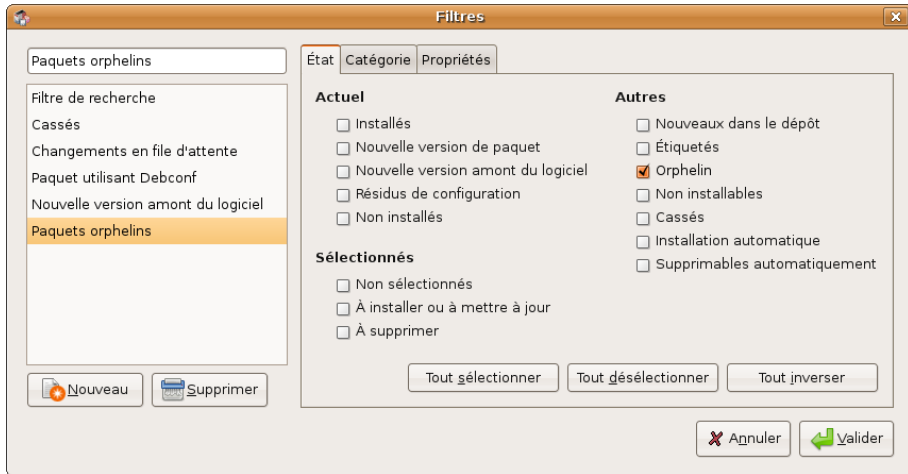 Filtres
Paquets orphelins
Filtre de recherche
Cassés
Changements en file d'attente
Paquet utilisant Debconf
Nouvelle version amont du logiciel
Paquets orphelins
Nouveau
Supprimer
État
Catégorie
Propriétés
Actuel
Installés
Nouvelle version de paquet
Nouvelle version amont du logiciel
Résidus de configuration
Non installés
Sélectionnés
Non sélectionnés
À installer ou à mettre à jour
À supprimer
Autres
Nouveaux dans le dépôt
Étiquetés
Orphelin
Non installables
Cassés
Installation automatique
Supprimables automatiquement
Tout sélectionner
Tout désélectionner
Tout inverser
Annuler
Valider